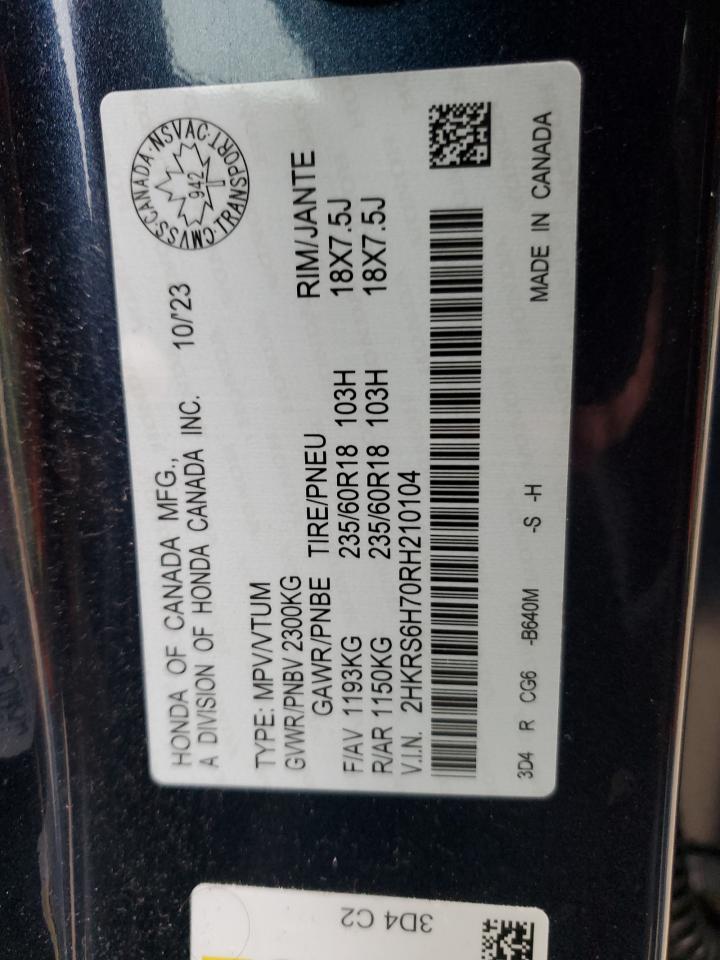 HONDA OF CANADA MFG.,
A DIVISION OF HONDA CANADA INC. 10/'23
CMVSS·CANADA·NSVAC·TRANSPORT·
942
TYPE: MPV/VTUM
GVWR/PNBV 2300KG
GAWR/PNBE TIRE/PNEU RIM/JANTE
F/AV 1193KG 235/60R18 103H 18X7.5J
R/AR 1150KG 235/60R18 103H 18X7.5J
V.I.N. 2HKRS6H70RH210104
3D4 R CG6 -B640M -S -H MADE IN CANADA
3D4 C2